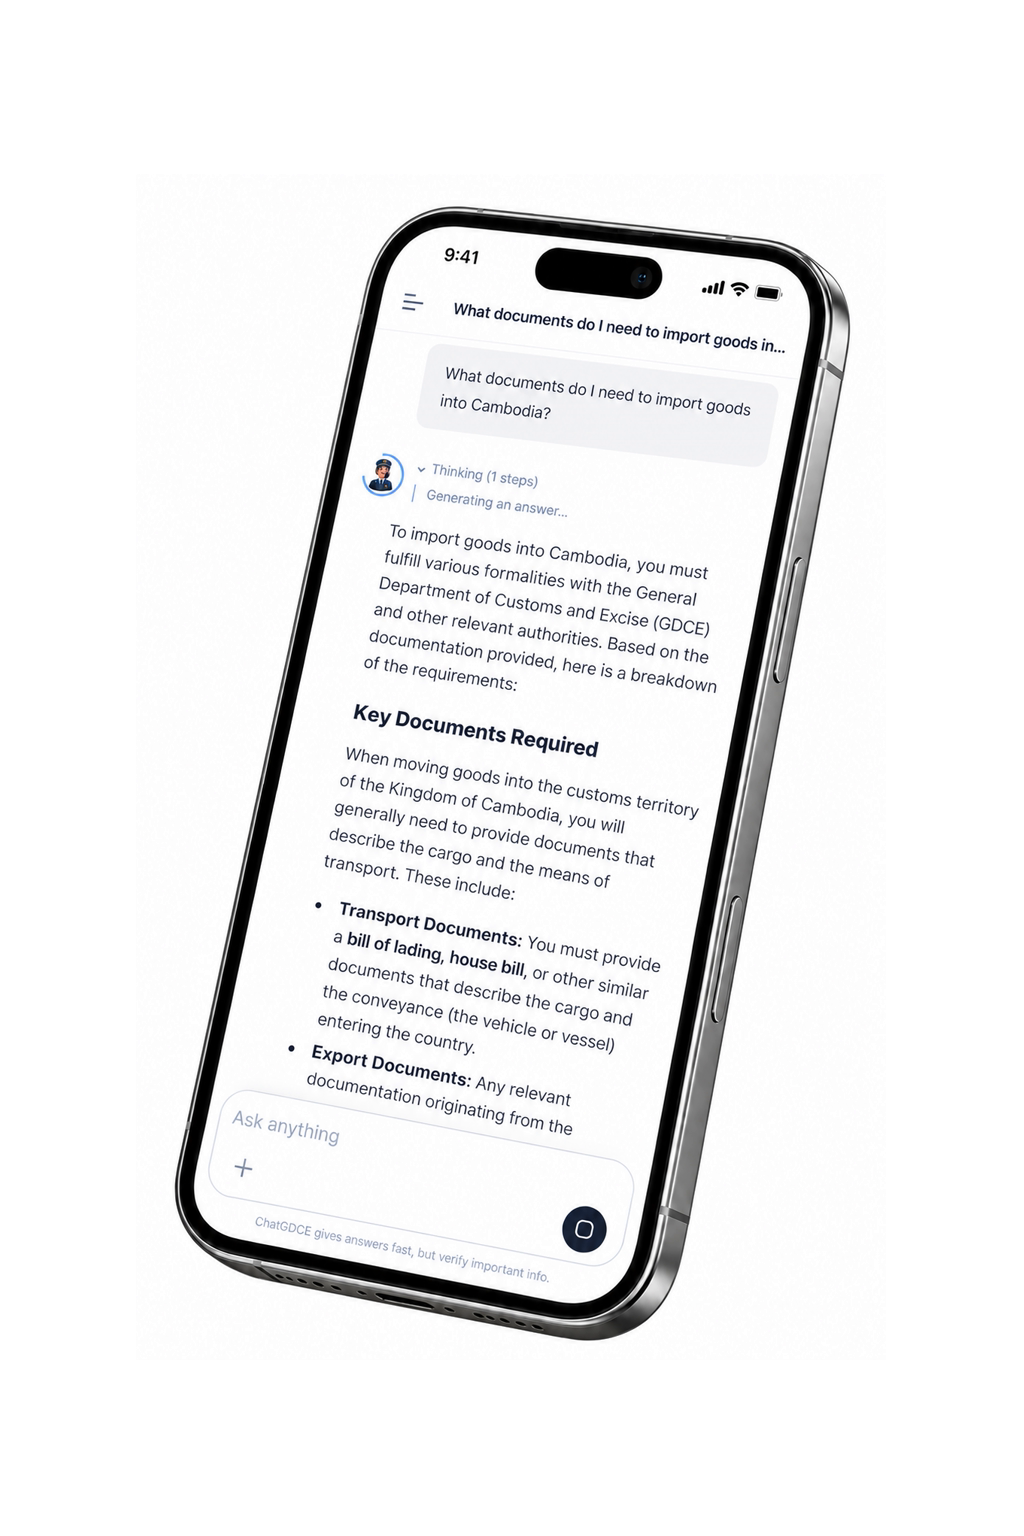 9:41
What documents do I need to import goods in...
What documents do I need to import goods
into Cambodia?
Thinking (1 steps)
Generating an answer...
To import goods into Cambodia, you must
fulfill various formalities with the General
Department of Customs and Excise (GDCE)
and other relevant authorities. Based on the
documentation provided, here is a breakdown
of the requirements:
Key Documents Required
When moving goods into the customs territory
of the Kingdom of Cambodia, you will
generally need to provide documents that
describe the cargo and the means of
transport. These include:
• Transport Documents: You must provide
a bill of lading, house bill, or other similar
documents that describe the cargo and
the conveyance (the vehicle or vessel)
entering the country.
• Export Documents: Any relevant
documentation originating from the
Ask anything
ChatGDCE gives answers fast, but verify important info.